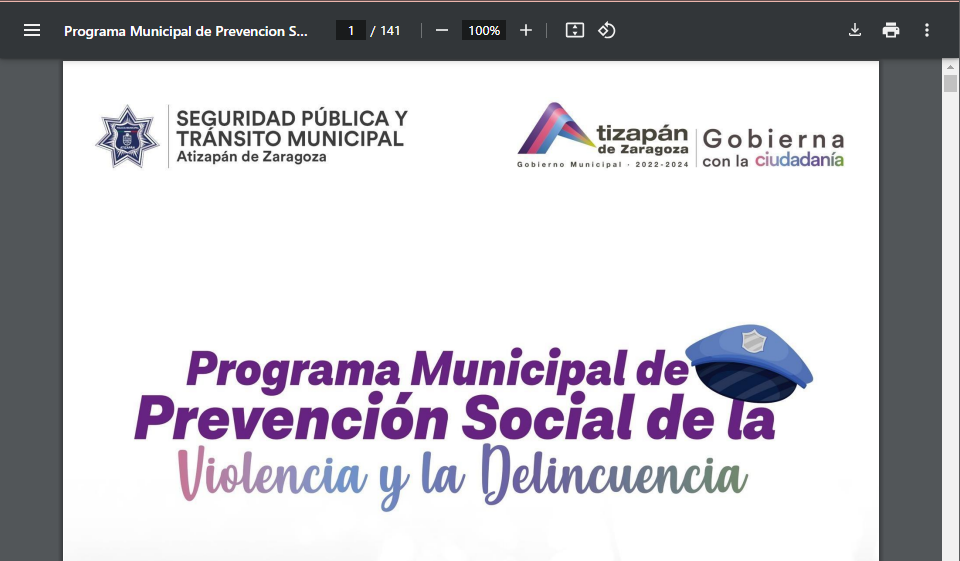 Programa Municipal de Prevencion S...
1 / 141
100%
SEGURIDAD PÚBLICA Y
TRÁNSITO MUNICIPAL
Atizapán de Zaragoza
Atizapán
de Zaragoza
Gobierno Municipal · 2022-2024
Gobierna
con la ciudadanía
Programa Municipal de
Prevención Social de la
Violencia y la Delincuencia